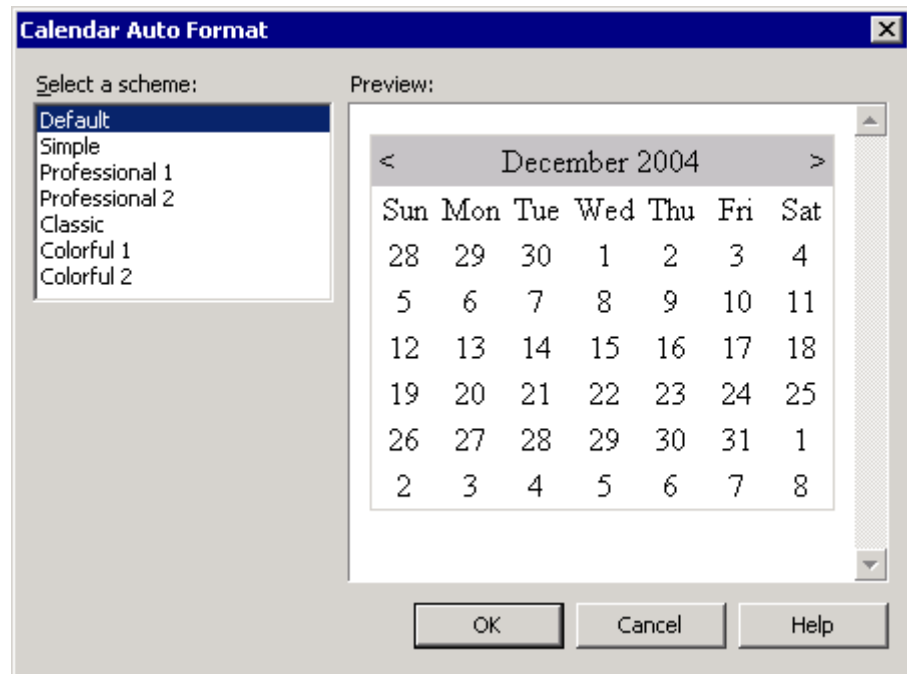 Calendar Auto Format
Select a scheme:
Default
Simple
Professional 1
Professional 2
Classic
Colorful 1
Colorful 2
Preview:
< December 2004 >
Sun Mon Tue Wed Thu Fri Sat
28 29 30 1 2 3 4
5 6 7 8 9 10 11
12 13 14 15 16 17 18
19 20 21 22 23 24 25
26 27 28 29 30 31 1
2 3 4 5 6 7 8
OK Cancel Help